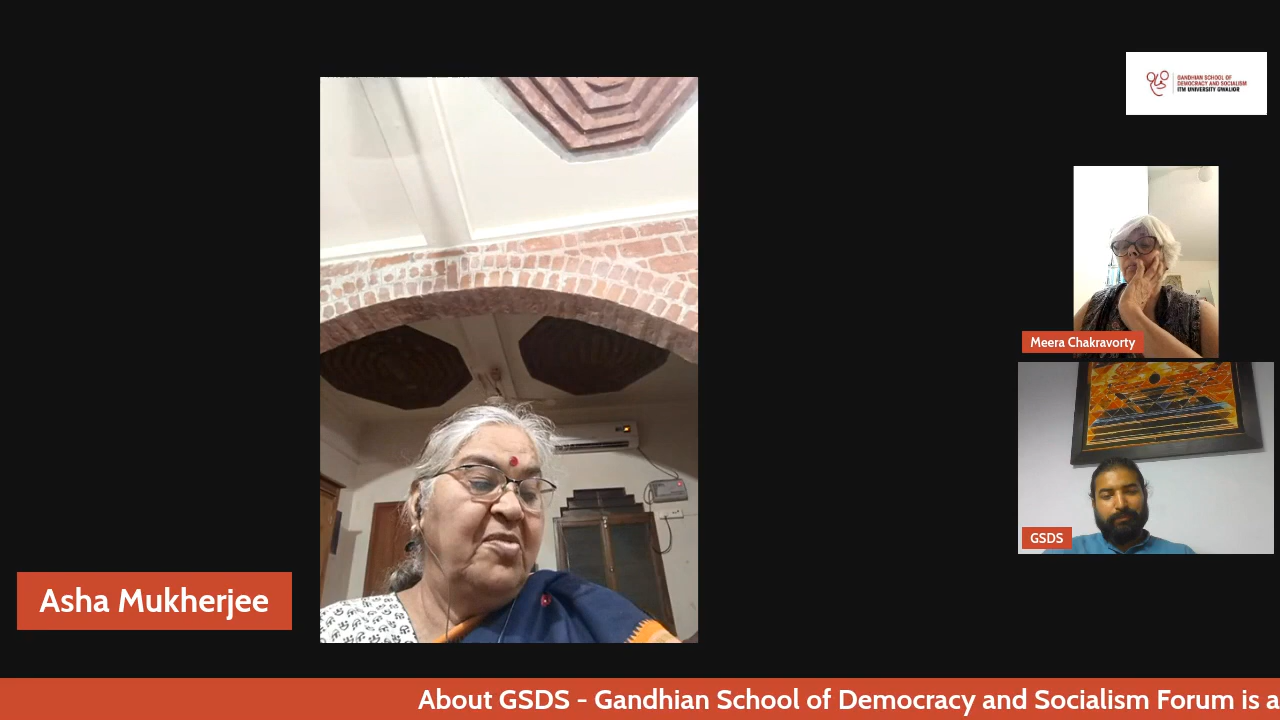 GANDHIAN SCHOOL OF
DEMOCRACY AND SOCIALISM
ITM UNIVERSITY GWALIOR
Meera Chakravorty
GSDS
Asha Mukherjee
About GSDS - Gandhian School of Democracy and Socialism Forum is a